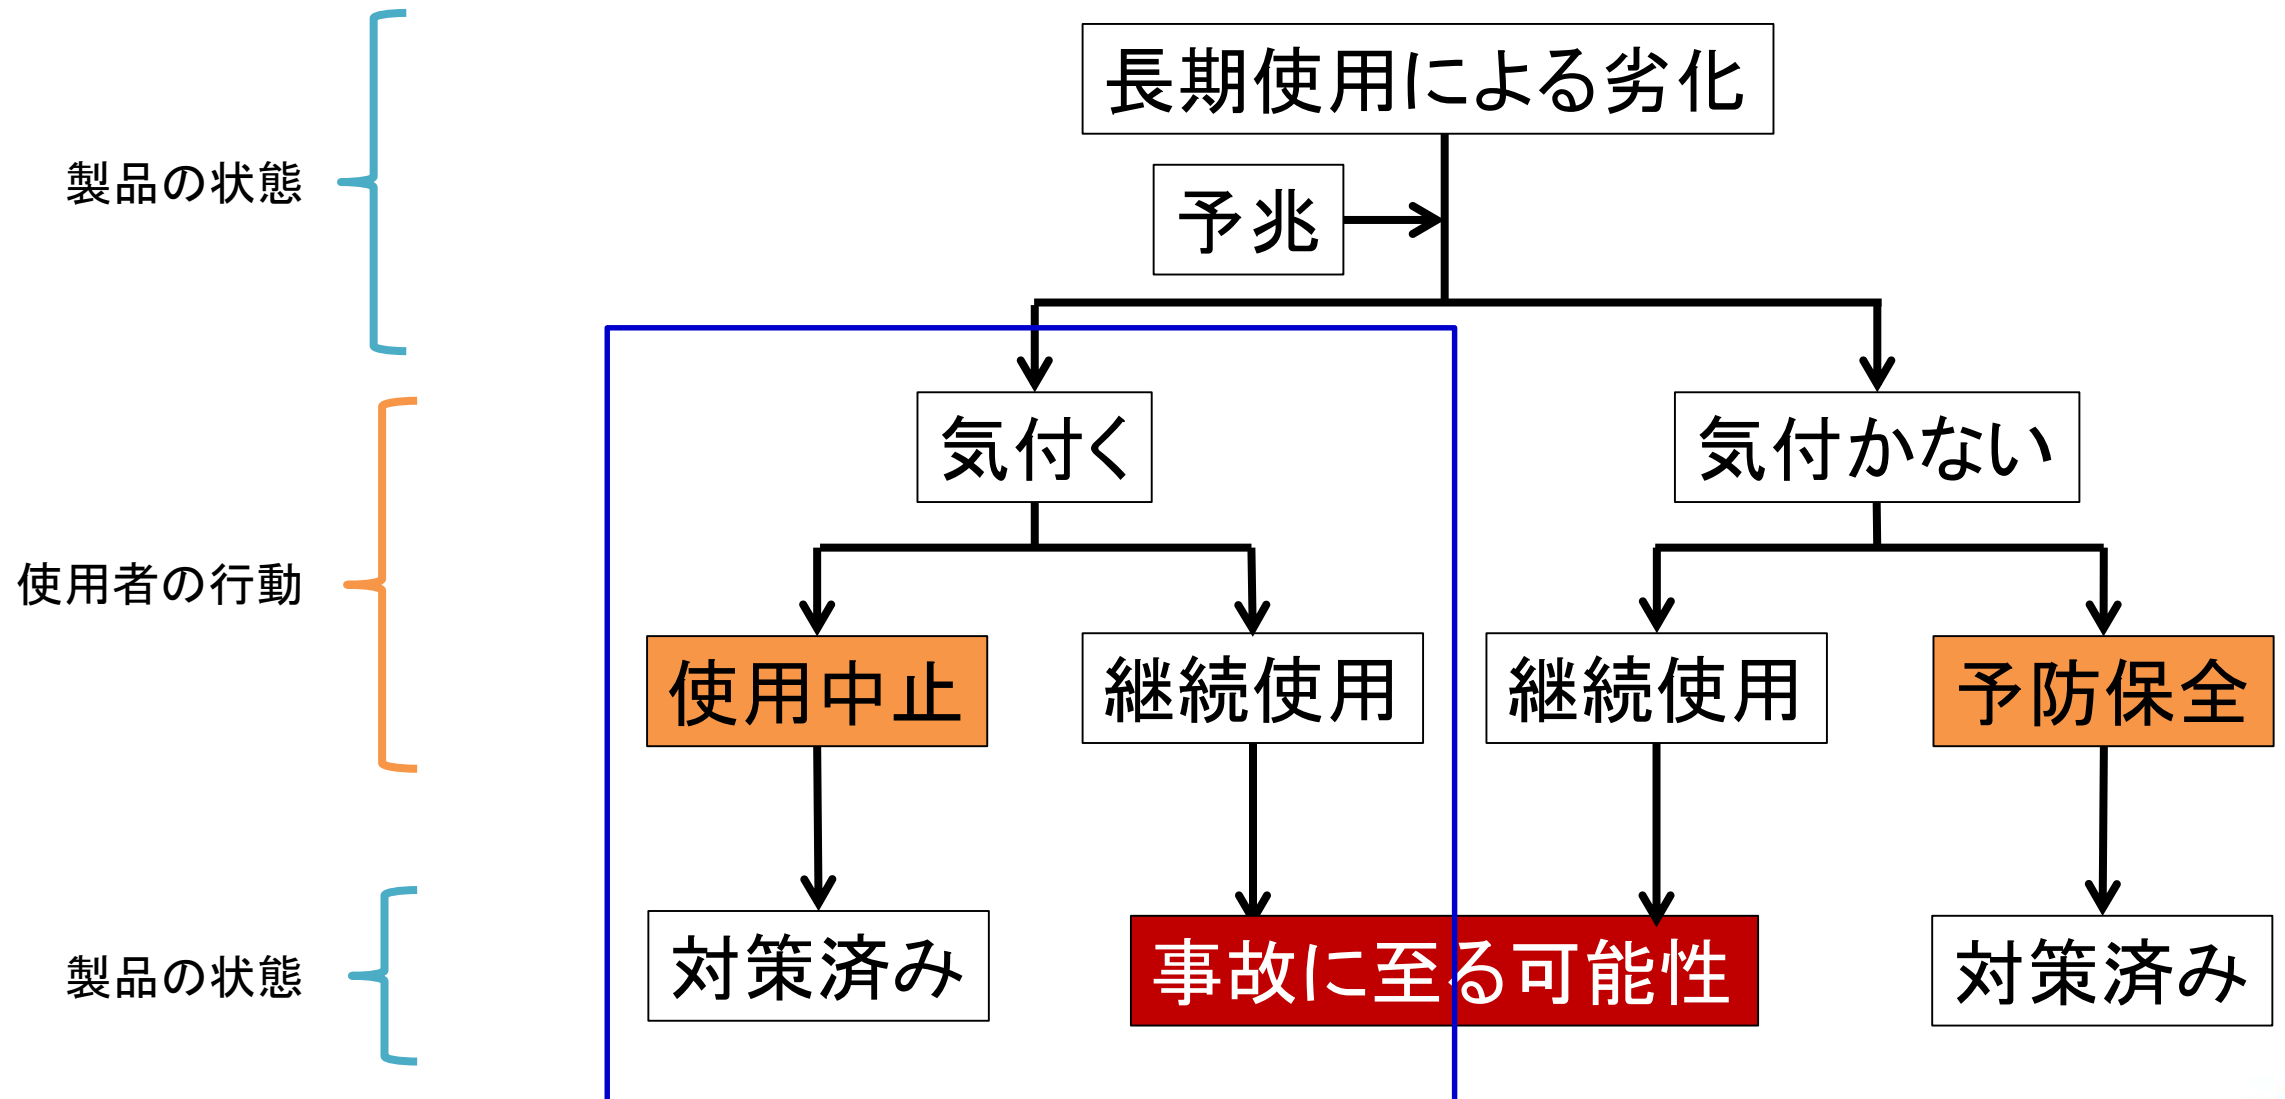 長期使用による劣化
製品の状態
予兆
気付く
気付かない
使用者の行動
使用中止
継続使用
継続使用
予防保全
製品の状態
対策済み
事故に至る可能性
対策済み